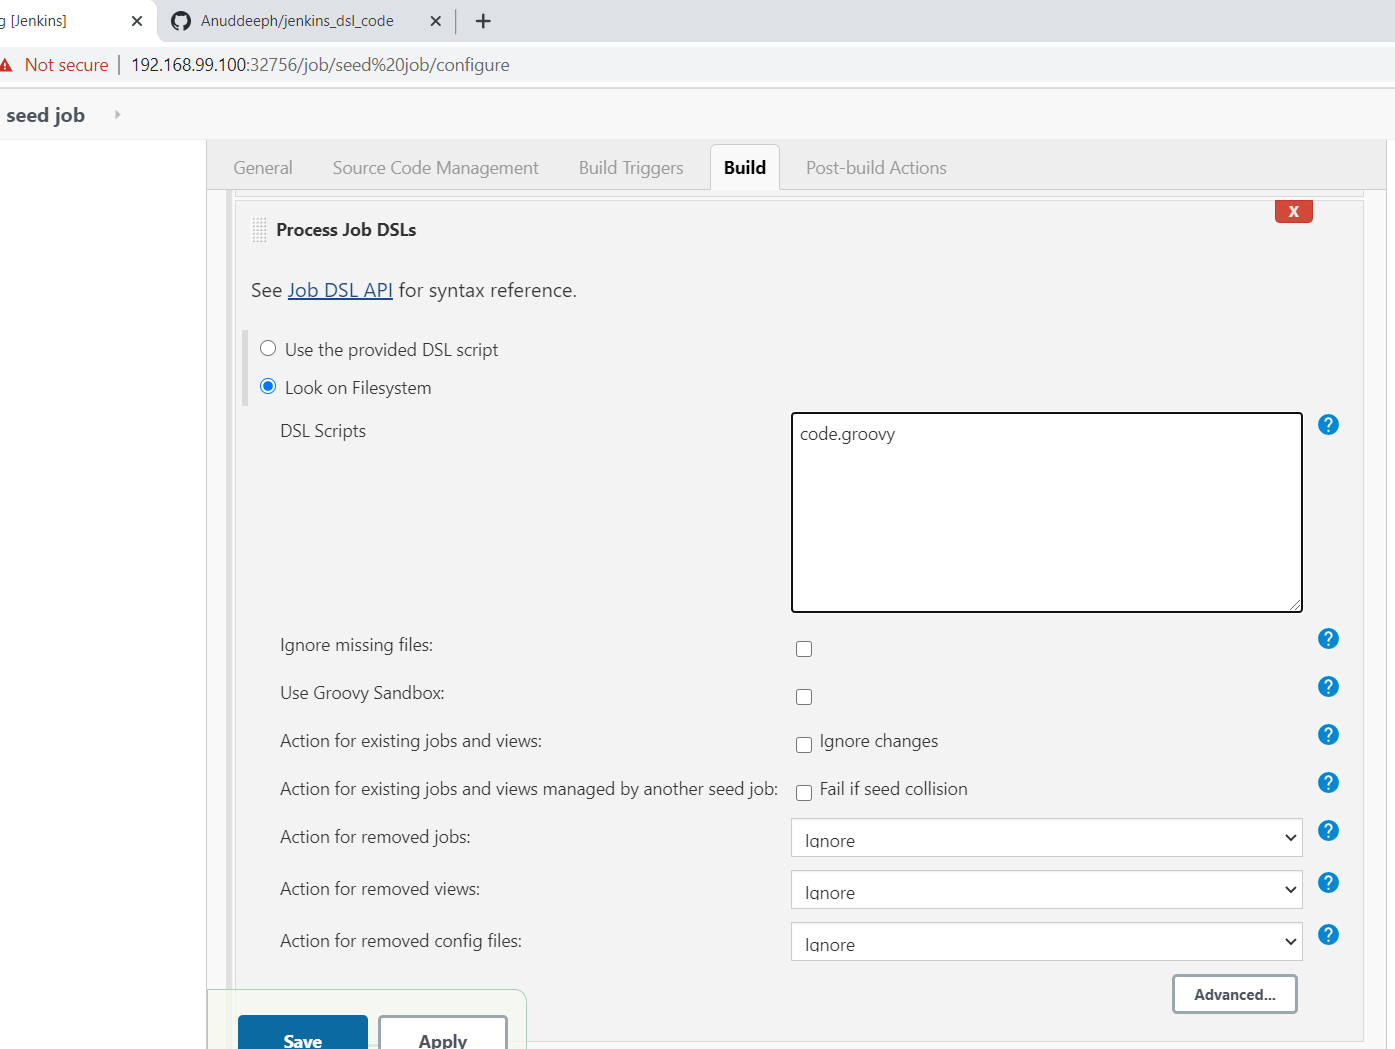 g [Jenkins]
Anuddeeph/jenkins_dsl_code
Not secure
192.168.99.100:32756/job/seed%20job/configure
seed job
General
Source Code Management
Build Triggers
Build
Post-build Actions
X
Process Job DSLs
See Job DSL API for syntax reference.
Use the provided DSL script
Look on Filesystem
DSL Scripts
code.groovy
?
Ignore missing files:
?
Use Groovy Sandbox:
?
Action for existing jobs and views:
Ignore changes
?
Action for existing jobs and views managed by another seed job:
Fail if seed collision
?
Action for removed jobs:
Ignore
?
Action for removed views:
Ignore
?
Action for removed config files:
Ignore
?
Advanced...
Save
Apply